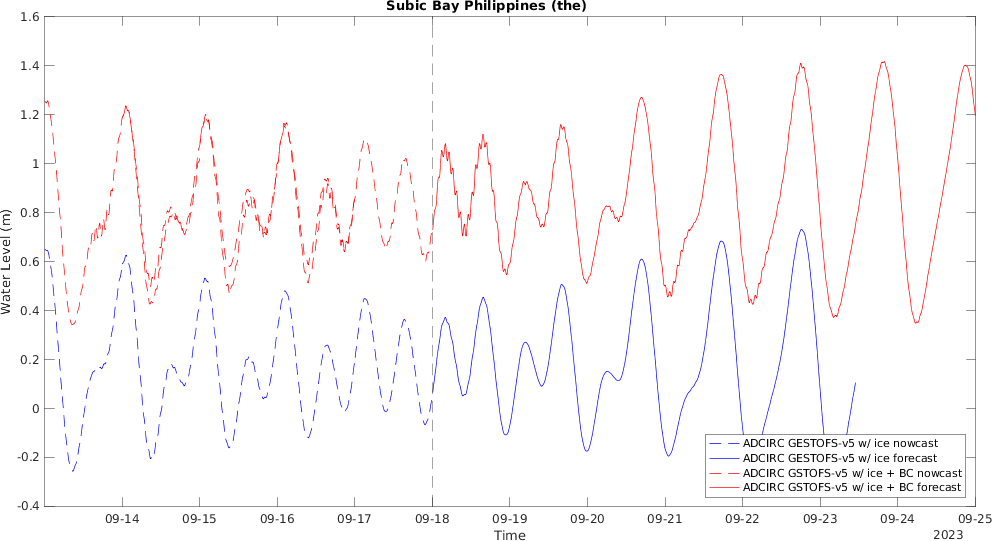 Subic Bay Philippines (the)
1.6
1.4
1.2
1
0.8
0.6
0.4
0.2
0
-0.2
-0.4
Water Level (m)
ADCIRC GESTOFS-v5 w/ ice nowcast
ADCIRC GESTOFS-v5 w/ ice forecast
ADCIRC GSTOFS-v5 w/ ice + BC nowcast
ADCIRC GSTOFS-v5 w/ ice + BC forecast
09-14 09-15 09-16 09-17 09-18 09-19 09-20 09-21 09-22 09-23 09-24 09-25
Time
2023